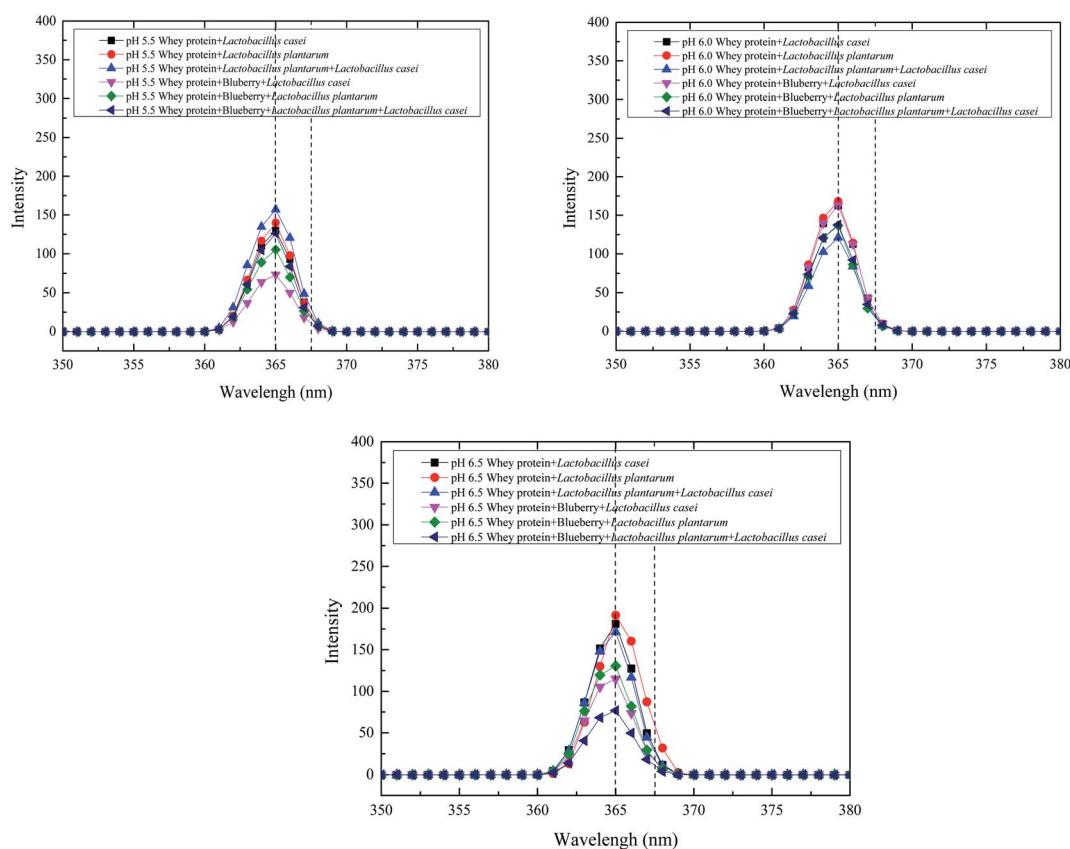 400
350
300
250
200
150
100
50
0
Intensity
pH 5.5 Whey protein+Lactobacillus casei
pH 5.5 Whey protein+Lactobacillus plantarum
pH 5.5 Whey protein+Lactobacillus plantarum+Lactobacillus casei
pH 5.5 Whey protein+Bluberry+Lactobacillus casei
pH 5.5 Whey protein+Blueberry+Lactobacillus plantarum
pH 5.5 Whey protein+Blueberry+Lactobacillus plantarum+Lactobacillus casei
350 355 360 365 370 375 380
Wavelengh (nm)
400
350
300
250
200
150
100
50
0
Intensity
pH 6.0 Whey protein+Lactobacillus casei
pH 6.0 Whey protein+Lactobacillus plantarum
pH 6.0 Whey protein+Lactobacillus plantarum+Lactobacillus casei
pH 6.0 Whey protein+Bluberry+Lactobacillus casei
pH 6.0 Whey protein+Blueberry+Lactobacillus plantarum
pH 6.0 Whey protein+Blueberry+Lactobacillus plantarum+Lactobacillus casei
350 355 360 365 370 375 380
Wavelengh (nm)
400
350
300
250
200
150
100
50
0
Intensity
pH 6.5 Whey protein+Lactobacillus casei
pH 6.5 Whey protein+Lactobacillus plantarum
pH 6.5 Whey protein+Lactobacillus plantarum+Lactobacillus casei
pH 6.5 Whey protein+Bluberry+Lactobacillus casei
pH 6.5 Whey protein+Blueberry+Lactobacillus plantarum
pH 6.5 Whey protein+Blueberry+Lactobacillus plantarum+Lactobacillus casei
350 355 360 365 370 375 380
Wavelengh (nm)